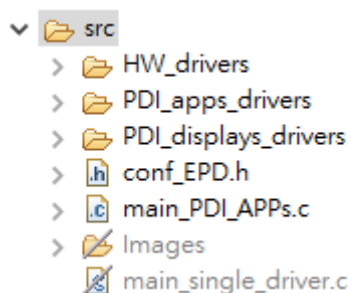 src
HW_drivers
PDI_apps_drivers
PDI_displays_drivers
.h conf_EPD.h
.c main_PDI_APPs.c
Images
main_single_driver.c